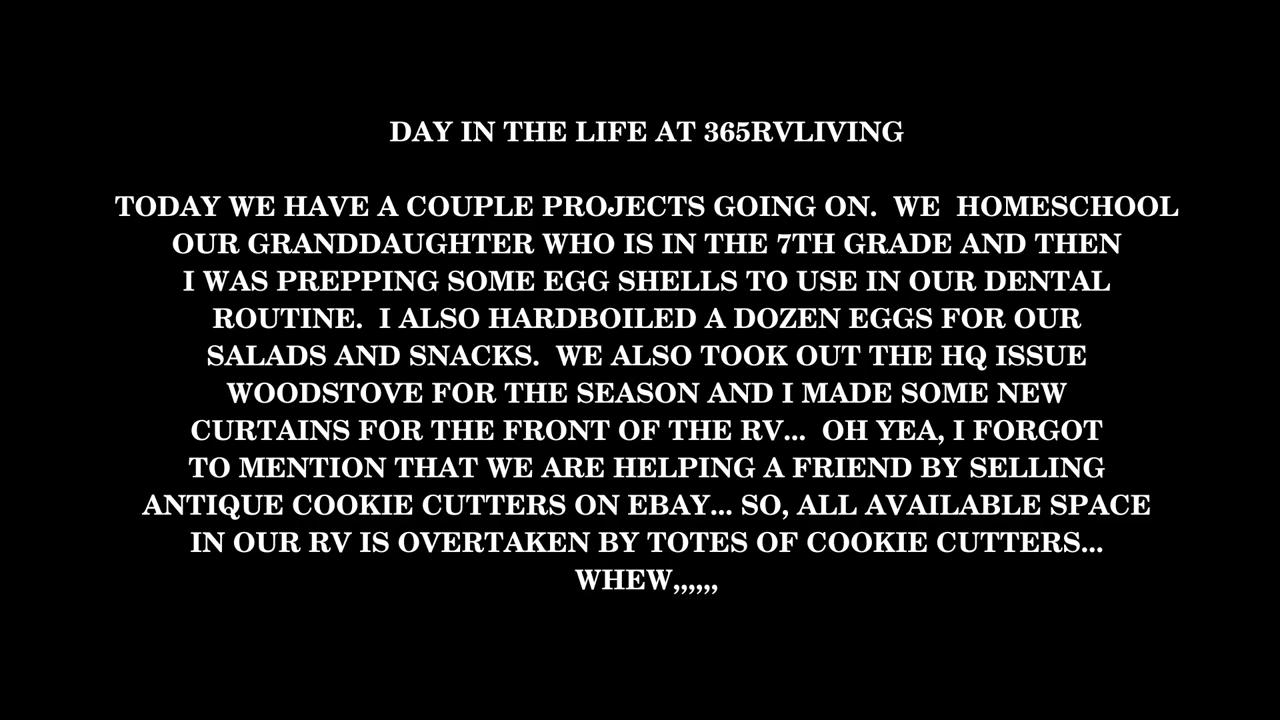 DAY IN THE LIFE AT 365RVLIVING
TODAY WE HAVE A COUPLE PROJECTS GOING ON.  WE  HOMESCHOOL
OUR GRANDDAUGHTER WHO IS IN THE 7TH GRADE AND THEN
I WAS PREPPING SOME EGG SHELLS TO USE IN OUR DENTAL
ROUTINE.  I ALSO HARDBOILED A DOZEN EGGS FOR OUR
SALADS AND SNACKS.  WE ALSO TOOK OUT THE HQ ISSUE
WOODSTOVE FOR THE SEASON AND I MADE SOME NEW
CURTAINS FOR THE FRONT OF THE RV...  OH YEA, I FORGOT
TO MENTION THAT WE ARE HELPING A FRIEND BY SELLING
ANTIQUE COOKIE CUTTERS ON EBAY... SO, ALL AVAILABLE SPACE
IN OUR RV IS OVERTAKEN BY TOTES OF COOKIE CUTTERS...
WHEW,,,,,,